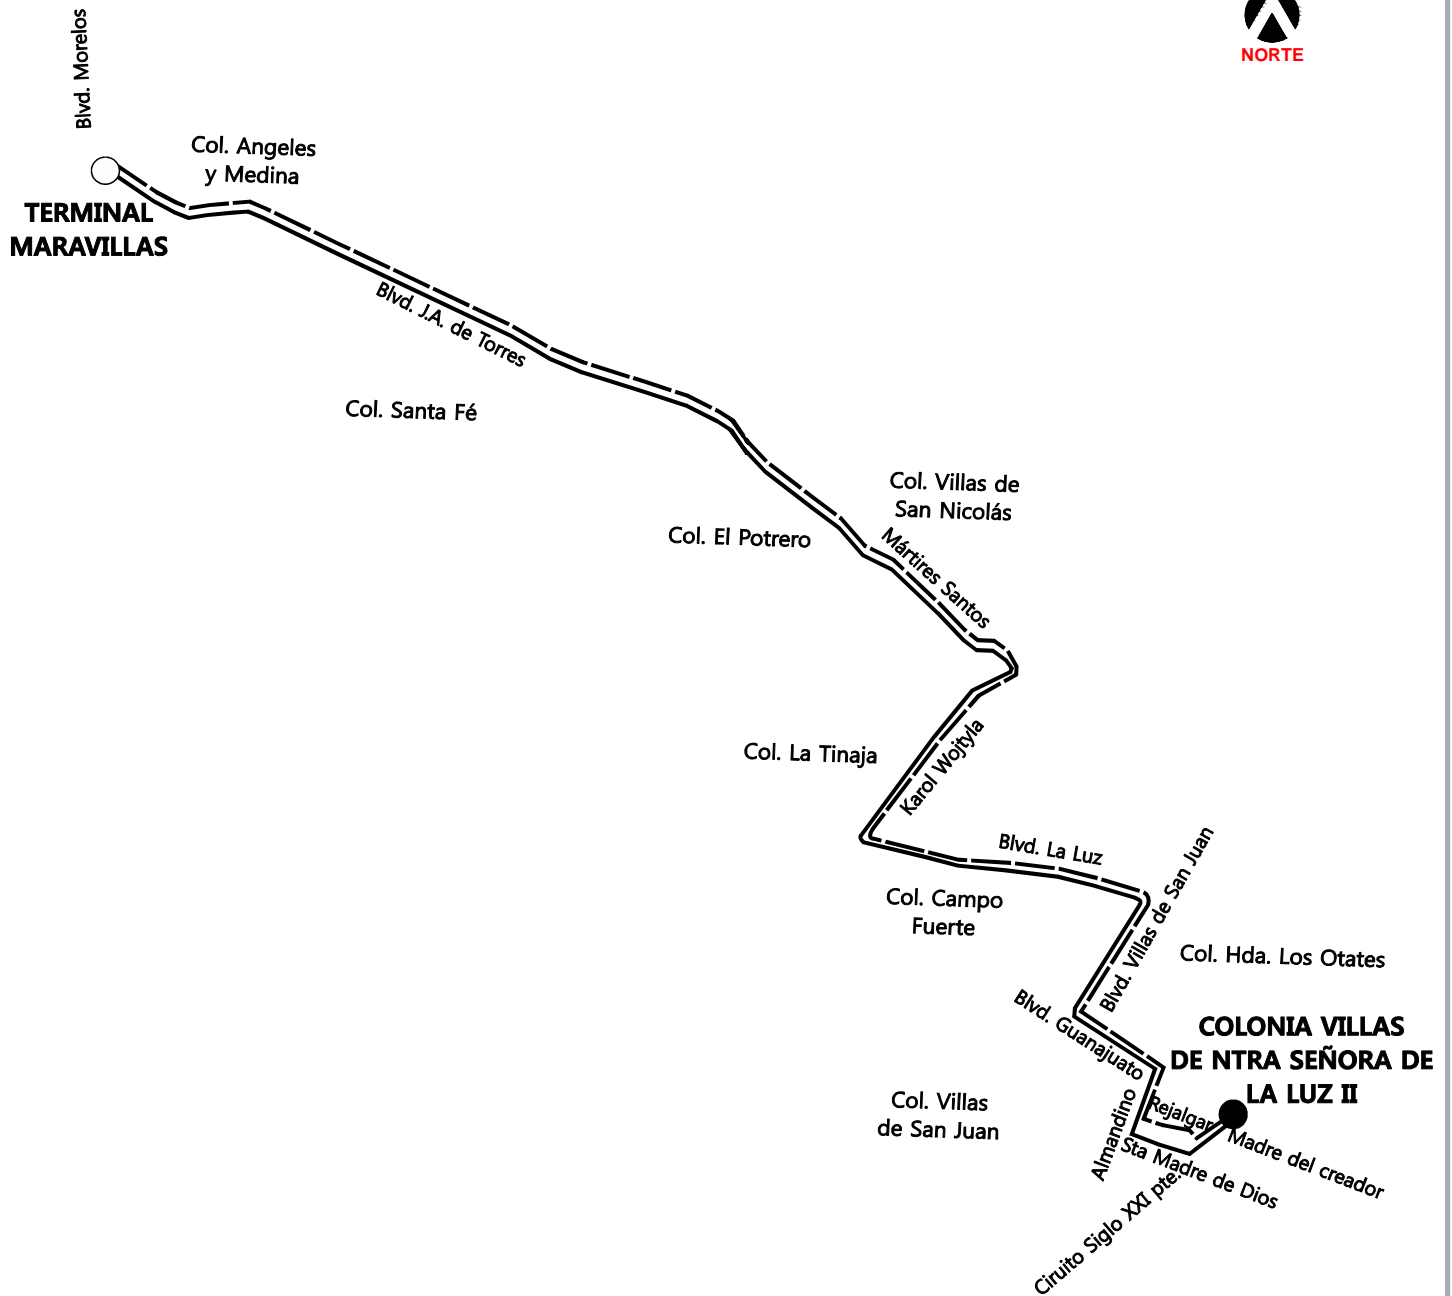 NORTE
Blvd. Morelos
Col. Angeles
y Medina
TERMINAL
MARAVILLAS
Blvd. J.A. de Torres
Col. Santa Fé
Col. Villas de
San Nicolás
Col. El Potrero
Mártires Santos
Col. La Tinaja
Karol Wojtyla
Blvd. La Luz
Blvd. Villas de San Juan
Col. Campo
Fuerte
Col. Hda. Los Otates
Blvd. Guanajuato
COLONIA VILLAS
DE NTRA SEÑORA DE
LA LUZ II
Col. Villas
de San Juan
Almandino
Rejalgar
Madre del creador
Sta Madre de Dios
Ciruito Siglo XXI pte.